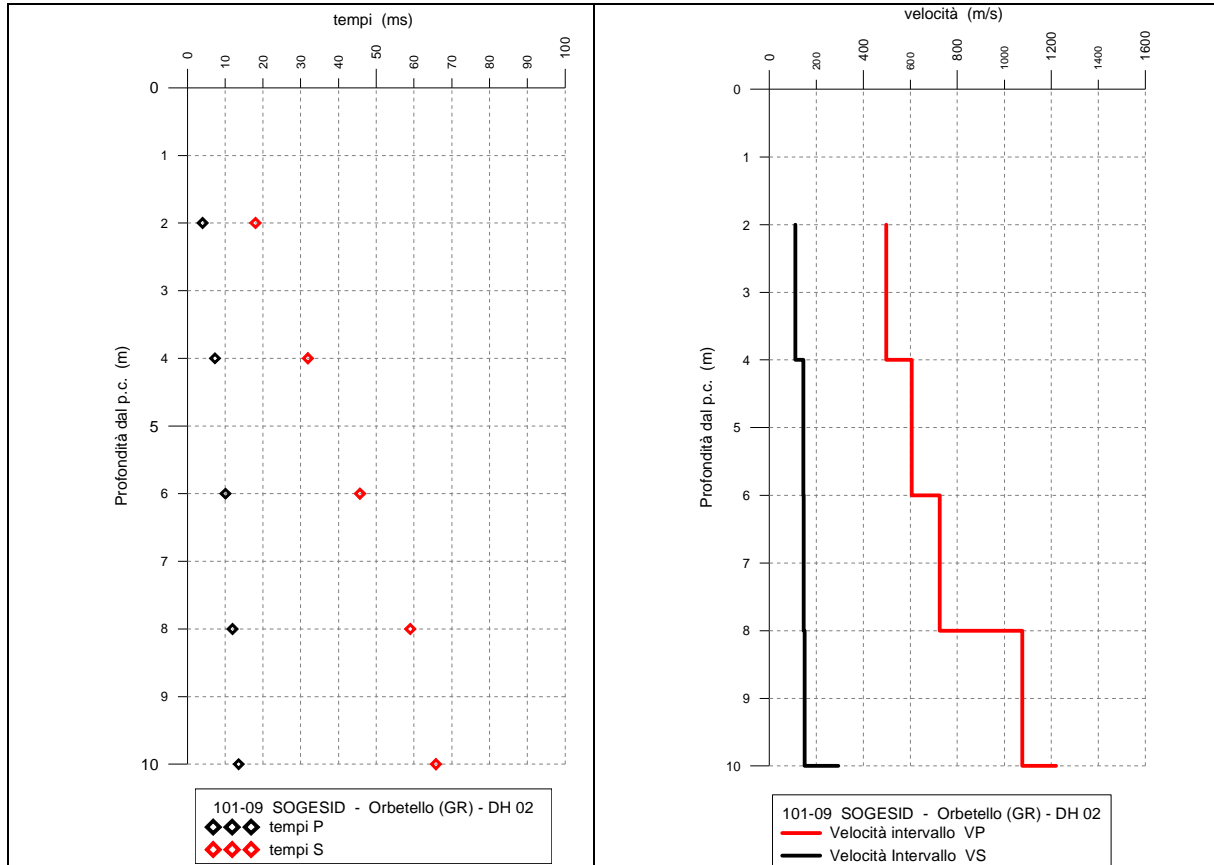 tempi (ms)
0 10 20 30 40 50 60 70 80 90 100
0
1
2
3
4
5
6
7
8
9
10
Profondità dal p.c. (m)
101-09 SOGESID - Orbetello (GR) - DH 02
tempi P
tempi S
velocità (m/s)
0 200 400 600 800 1000 1200 1400 1600
0
1
2
3
4
5
6
7
8
9
10
Profondità dal p.c. (m)
101-09 SOGESID - Orbetello (GR) - DH 02
Velocità intervallo VP
Velocità Intervallo VS